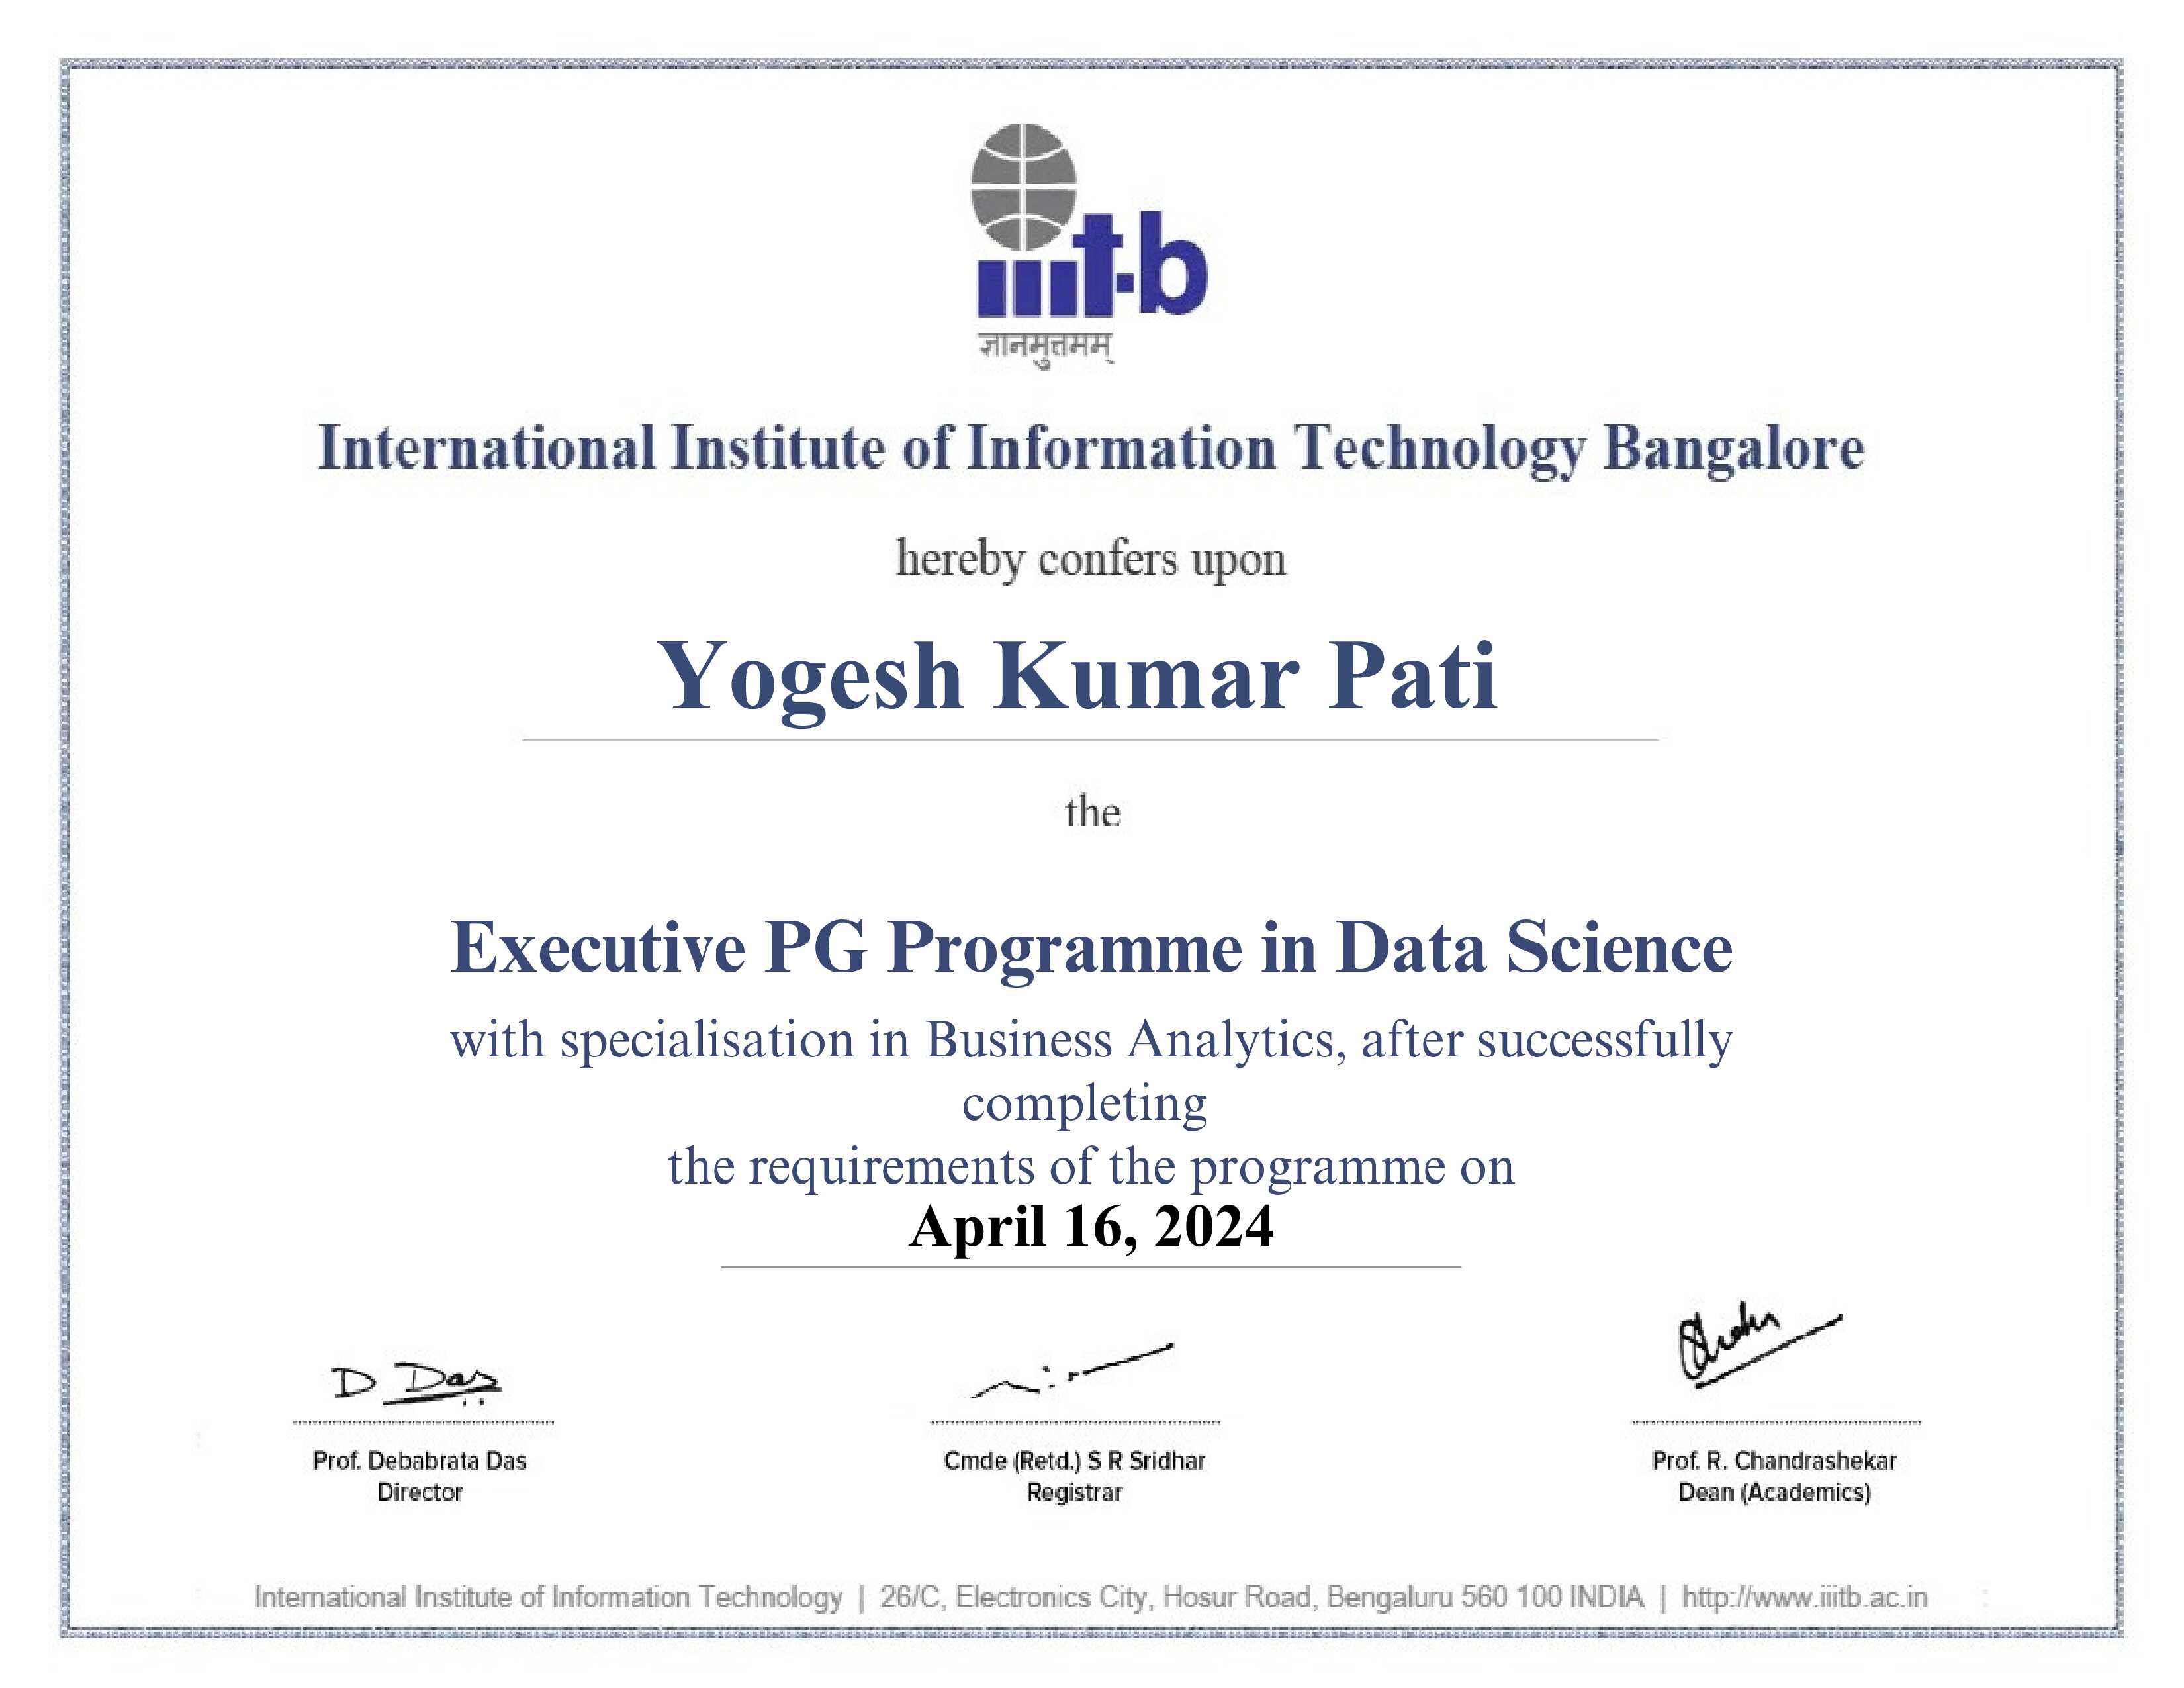 iiit-b
ज्ञानमुत्तमम्
International Institute of Information Technology Bangalore
hereby confers upon
Yogesh Kumar Pati
the
Executive PG Programme in Data Science
with specialisation in Business Analytics, after successfully
completing
the requirements of the programme on
April 16, 2024
D Das
Prof. Debabrata Das
Director
Cmde (Retd.) S R Sridhar
Registrar
Prof. R. Chandrashekar
Dean (Academics)
International Institute of Information Technology | 26/C, Electronics City, Hosur Road, Bengaluru 560 100 INDIA | http://www.iiitb.ac.in